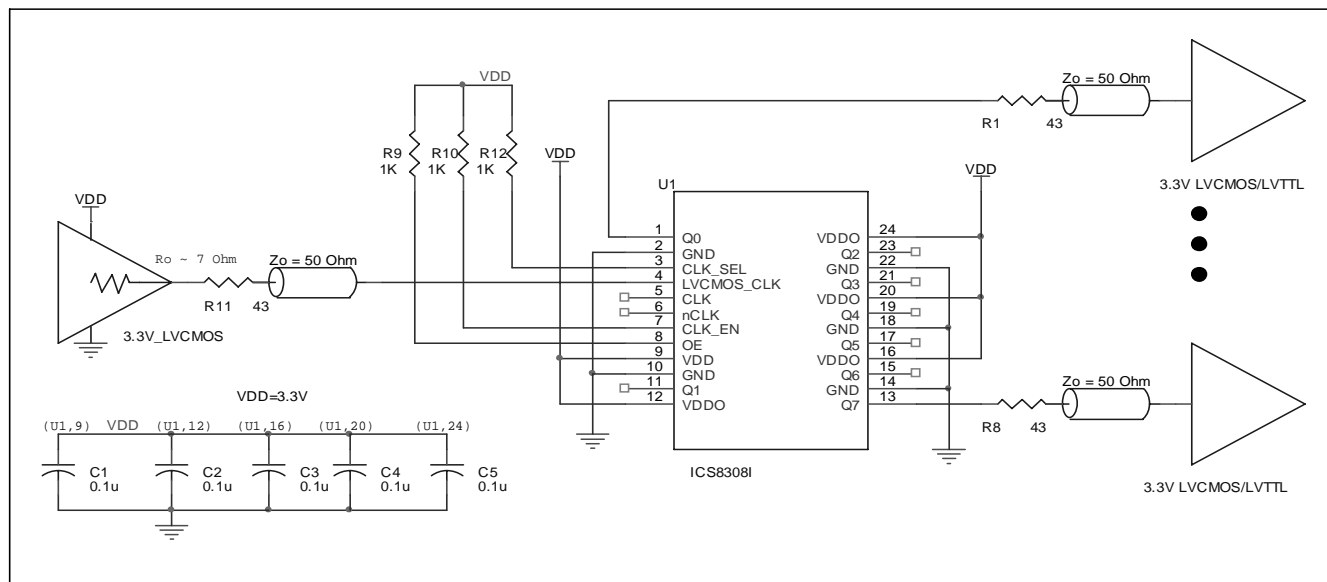 Zo = 50 Ohm
R1 43
3.3V LVCMOS/LVTTL
VDD
R9 R10 R12
1K 1K 1K
VDD
VDD
VDD
Ro ~ 7 Ohm
Zo = 50 Ohm
R11 43
3.3V_LVCMOS
U1
1 Q0
2 GND
3 CLK_SEL
4 LVCMOS_CLK
5 CLK
6 nCLK
7 CLK_EN
8 OE
9 VDD
10 GND
11 Q1
12 VDDO
VDDO 24
Q2 23
GND 22
Q3 21
VDDO 20
Q4 19
GND 18
Q5 17
VDDO 16
Q6 15
GND 14
Q7 13
ICS8308I
Zo = 50 Ohm
R8 43
3.3V LVCMOS/LVTTL
VDD=3.3V
(U1,9) VDD (U1,12) (U1,16) (U1,20) (U1,24)
C1 C2 C3 C4 C5
0.1u 0.1u 0.1u 0.1u 0.1u